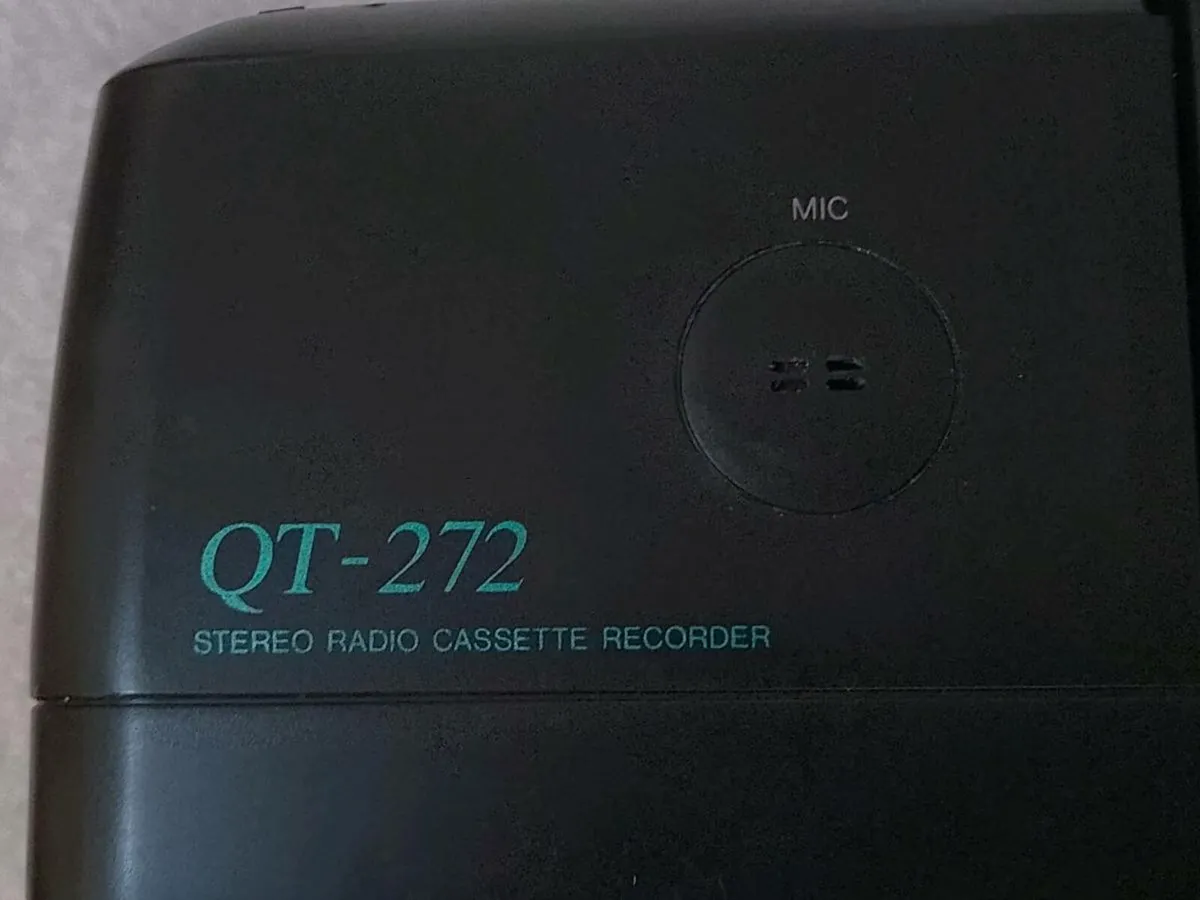 MIC
QT-272
STEREO RADIO CASSETTE RECORDER